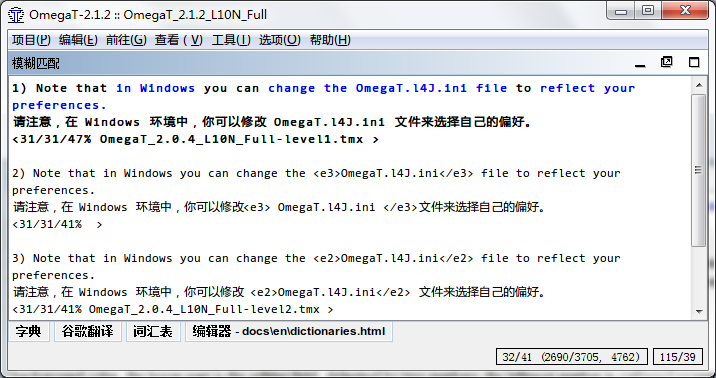 OmegaT-2.1.2 :: OmegaT_2.1.2_L10N_Full
项目(P) 编辑(E) 前往(G) 查看 (V) 工具(T) 选项(O) 帮助(H)
模糊匹配
1) Note that in Windows you can change the OmegaT.l4J.ini file to reflect your
preferences.
请注意，在 Windows 环境中，你可以修改 OmegaT.l4J.ini 文件来选择自己的偏好。
<31/31/47% OmegaT_2.0.4_L10N_Full-level1.tmx >
2) Note that in Windows you can change the <e3>OmegaT.l4J.ini</e3> file to reflect your
preferences.
请注意，在 Windows 环境中，你可以修改<e3> OmegaT.l4J.ini </e3>文件来选择自己的偏好。
<31/31/41%  >
3) Note that in Windows you can change the <e2>OmegaT.l4J.ini</e2> file to reflect your
preferences.
请注意，在 Windows 环境中，你可以修改 <e2>OmegaT.l4J.ini</e2> 文件来选择自己的偏好。
<31/31/41% OmegaT_2.0.4_L10N_Full-level2.tmx >
字典 谷歌翻译 词汇表 编辑器 - docs\en\dictionaries.html
32/41 (2690/3705, 4762) 115/39